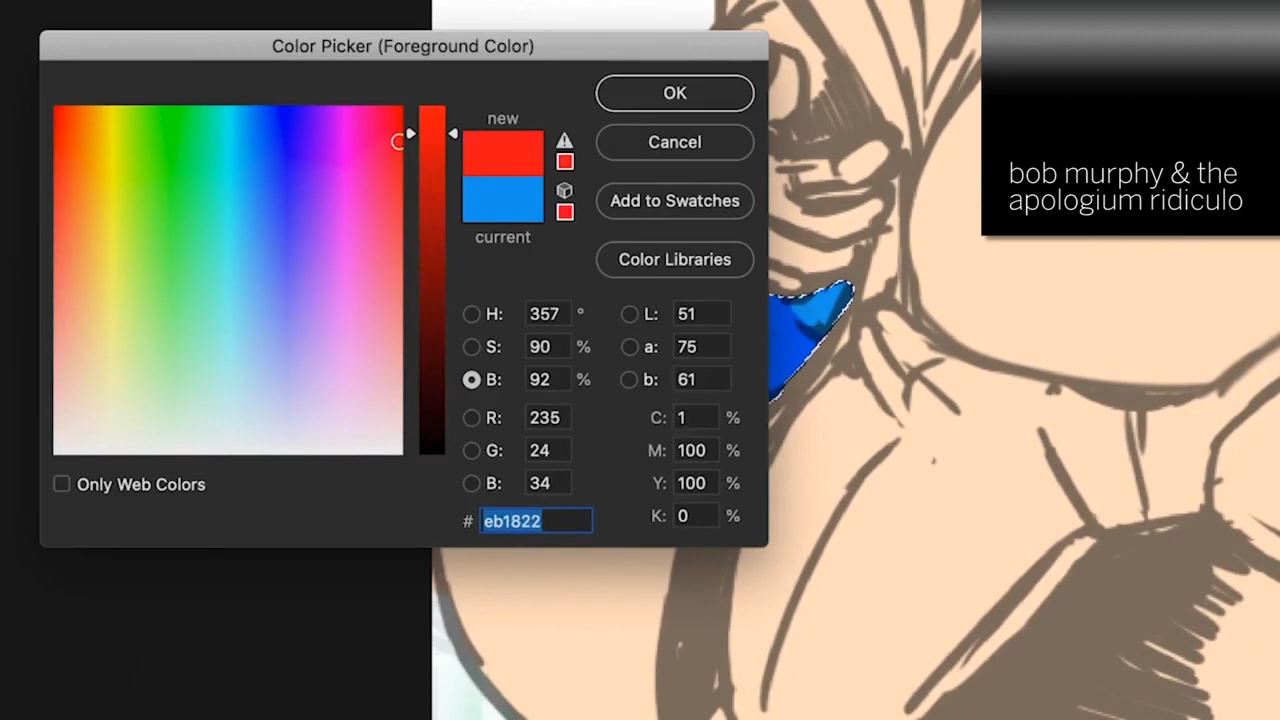 Color Picker (Foreground Color)
new
current
OK
Cancel
Add to Swatches
Color Libraries
H: 357 °
S: 90 %
B: 92 %
R: 235
G: 24
B: 34
# eb1822
L: 51
a: 75
b: 61
C: 1 %
M: 100 %
Y: 100 %
K: 0 %
Only Web Colors
bob murphy & the
apologium ridiculo